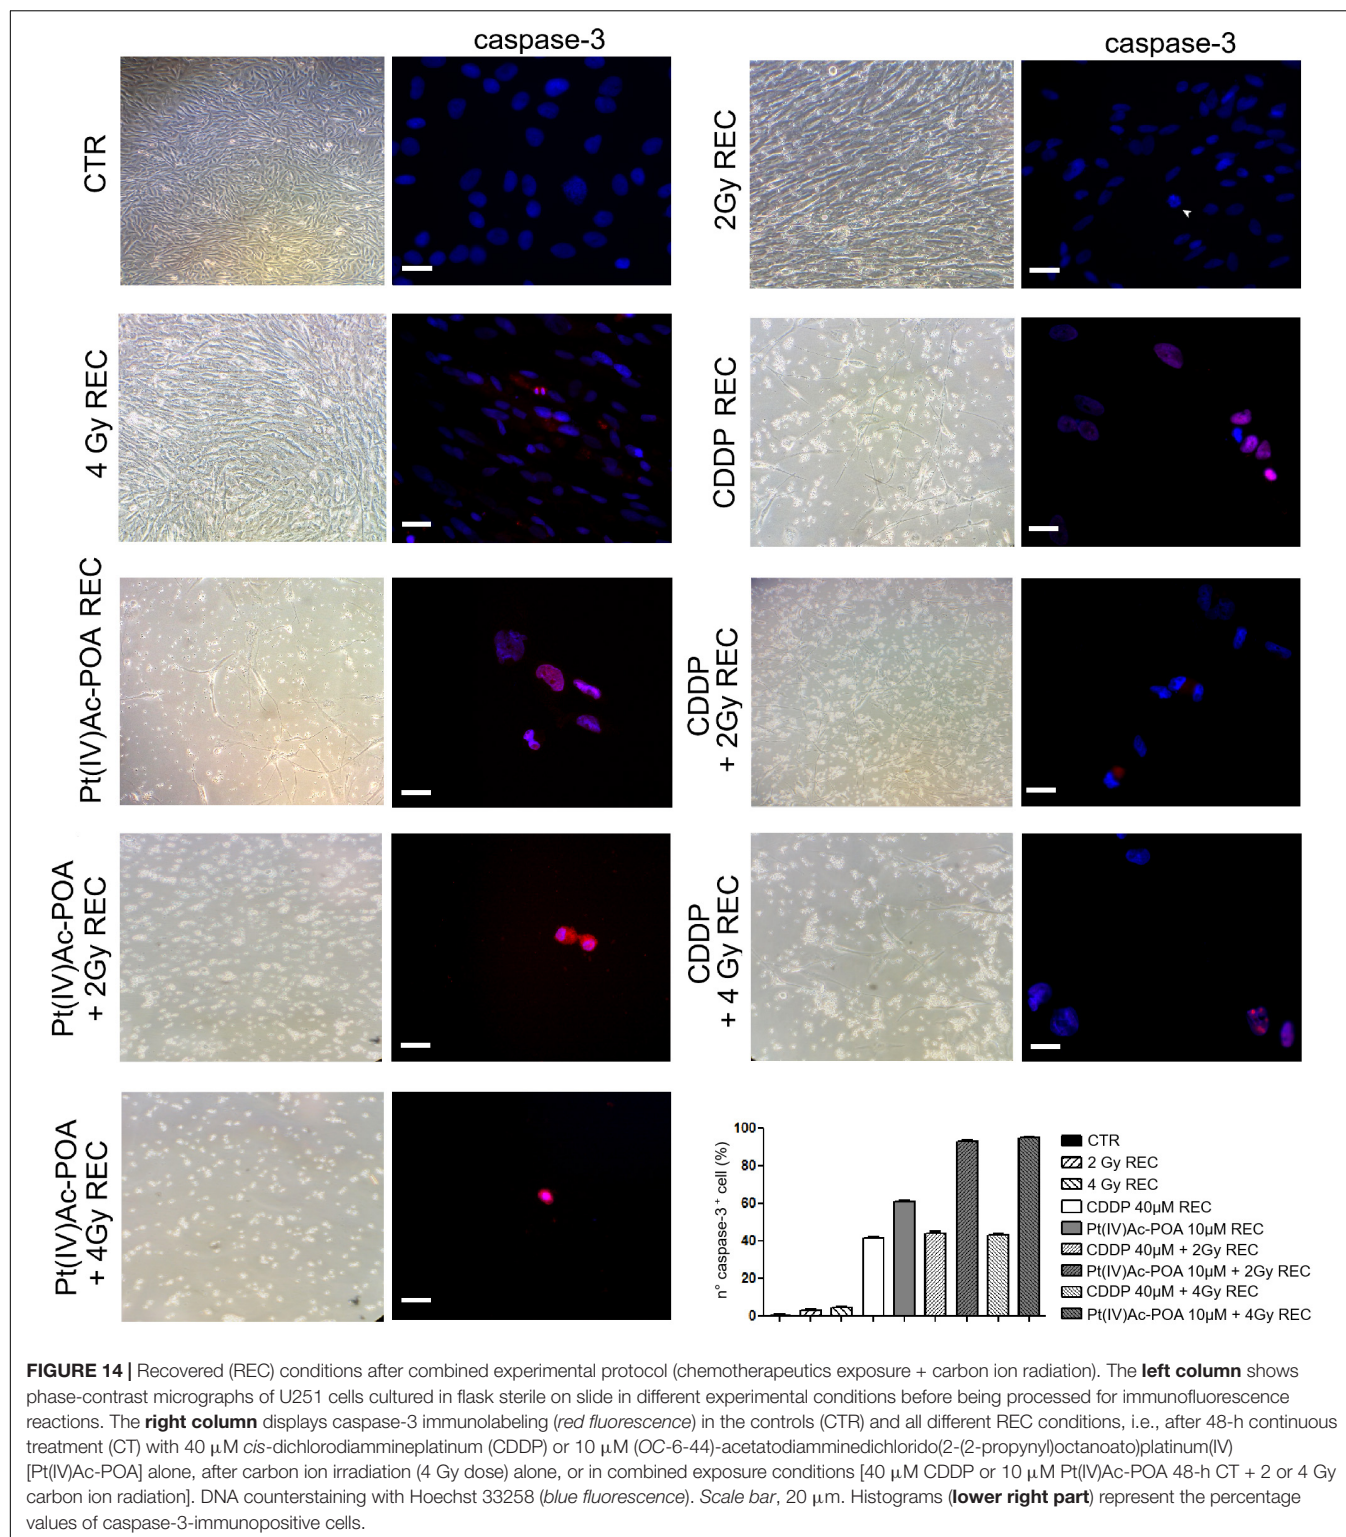 caspase-3
caspase-3
CTR
2Gy REC
4 Gy REC
CDDP REC
Pt(IV)Ac-POA REC
CDDP
+ 2Gy REC
Pt(IV)Ac-POA
+ 2Gy REC
CDDP
+ 4 Gy REC
Pt(IV)Ac-POA
+ 4Gy REC
n° caspase-3⁺ cell (%)
100
80
60
40
20
0
CTR
2 Gy REC
4 Gy REC
CDDP 40µM REC
Pt(IV)Ac-POA 10µM REC
CDDP 40µM + 2Gy REC
Pt(IV)Ac-POA 10µM + 2Gy REC
CDDP 40µM + 4Gy REC
Pt(IV)Ac-POA 10µM + 4Gy REC
FIGURE 14 | Recovered (REC) conditions after combined experimental protocol (chemotherapeutics exposure + carbon ion radiation). The left column shows
phase-contrast micrographs of U251 cells cultured in flask sterile on slide in different experimental conditions before being processed for immunofluorescence
reactions. The right column displays caspase-3 immunolabeling (red fluorescence) in the controls (CTR) and all different REC conditions, i.e., after 48-h continuous
treatment (CT) with 40 µM cis-dichlorodiammineplatinum (CDDP) or 10 µM (OC-6-44)-acetatodiamminedichlorido(2-(2-propynyl)octanoato)platinum(IV)
[Pt(IV)Ac-POA] alone, after carbon ion irradiation (4 Gy dose) alone, or in combined exposure conditions [40 µM CDDP or 10 µM Pt(IV)Ac-POA 48-h CT + 2 or 4 Gy
carbon ion radiation]. DNA counterstaining with Hoechst 33258 (blue fluorescence). Scale bar, 20 µm. Histograms (lower right part) represent the percentage
values of caspase-3-immunopositive cells.